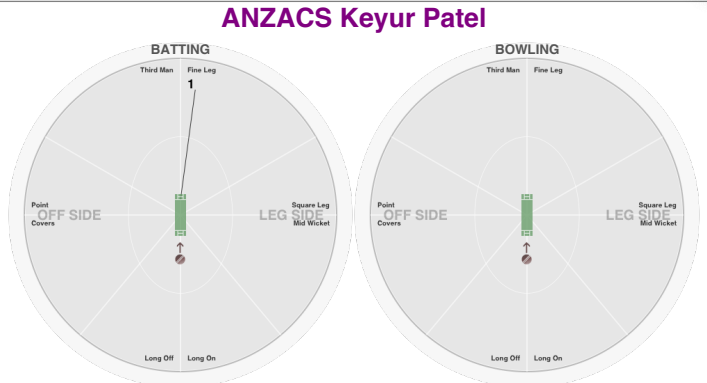 ANZACS Keyur Patel
BATTING
Third Man Fine Leg
1
Point
OFF SIDE
Covers
Square Leg
LEG SIDE
Mid Wicket
Long Off Long On
BOWLING
Third Man Fine Leg
Point
OFF SIDE
Covers
Square Leg
LEG SIDE
Mid Wicket
Long Off Long On